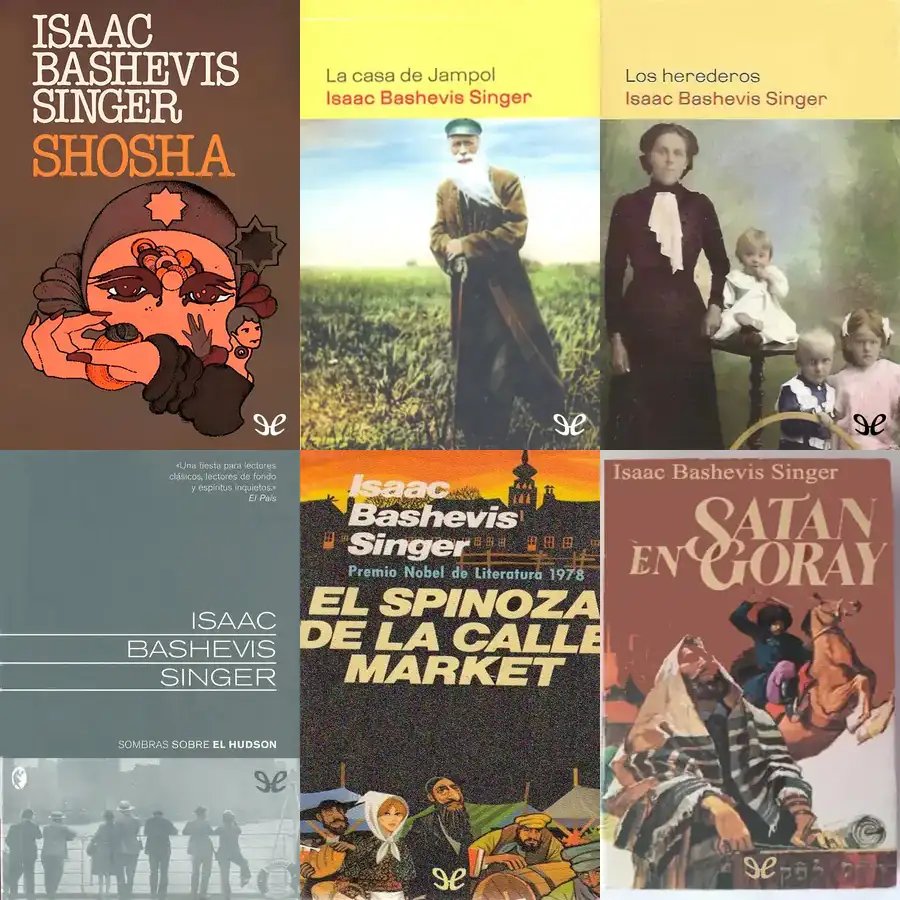 ISAAC
BASHEVIS
SINGER
SHOSHA
La casa de Jampol
Isaac Bashevis Singer
Los herederos
Isaac Bashevis Singer
«Una fiesta para lectores
clásicos, lectores de fondo
y espíritus inquietos.»
El País
ISAAC
BASHEVIS
SINGER
SOMBRAS SOBRE EL HUDSON
Isaac
Bashevis
Singer
Premio Nobel de Literatura 1978
EL SPINOZA
DE LA CALLE
MARKET
Isaac Bashevis Singer
SATAN
EN GORAY